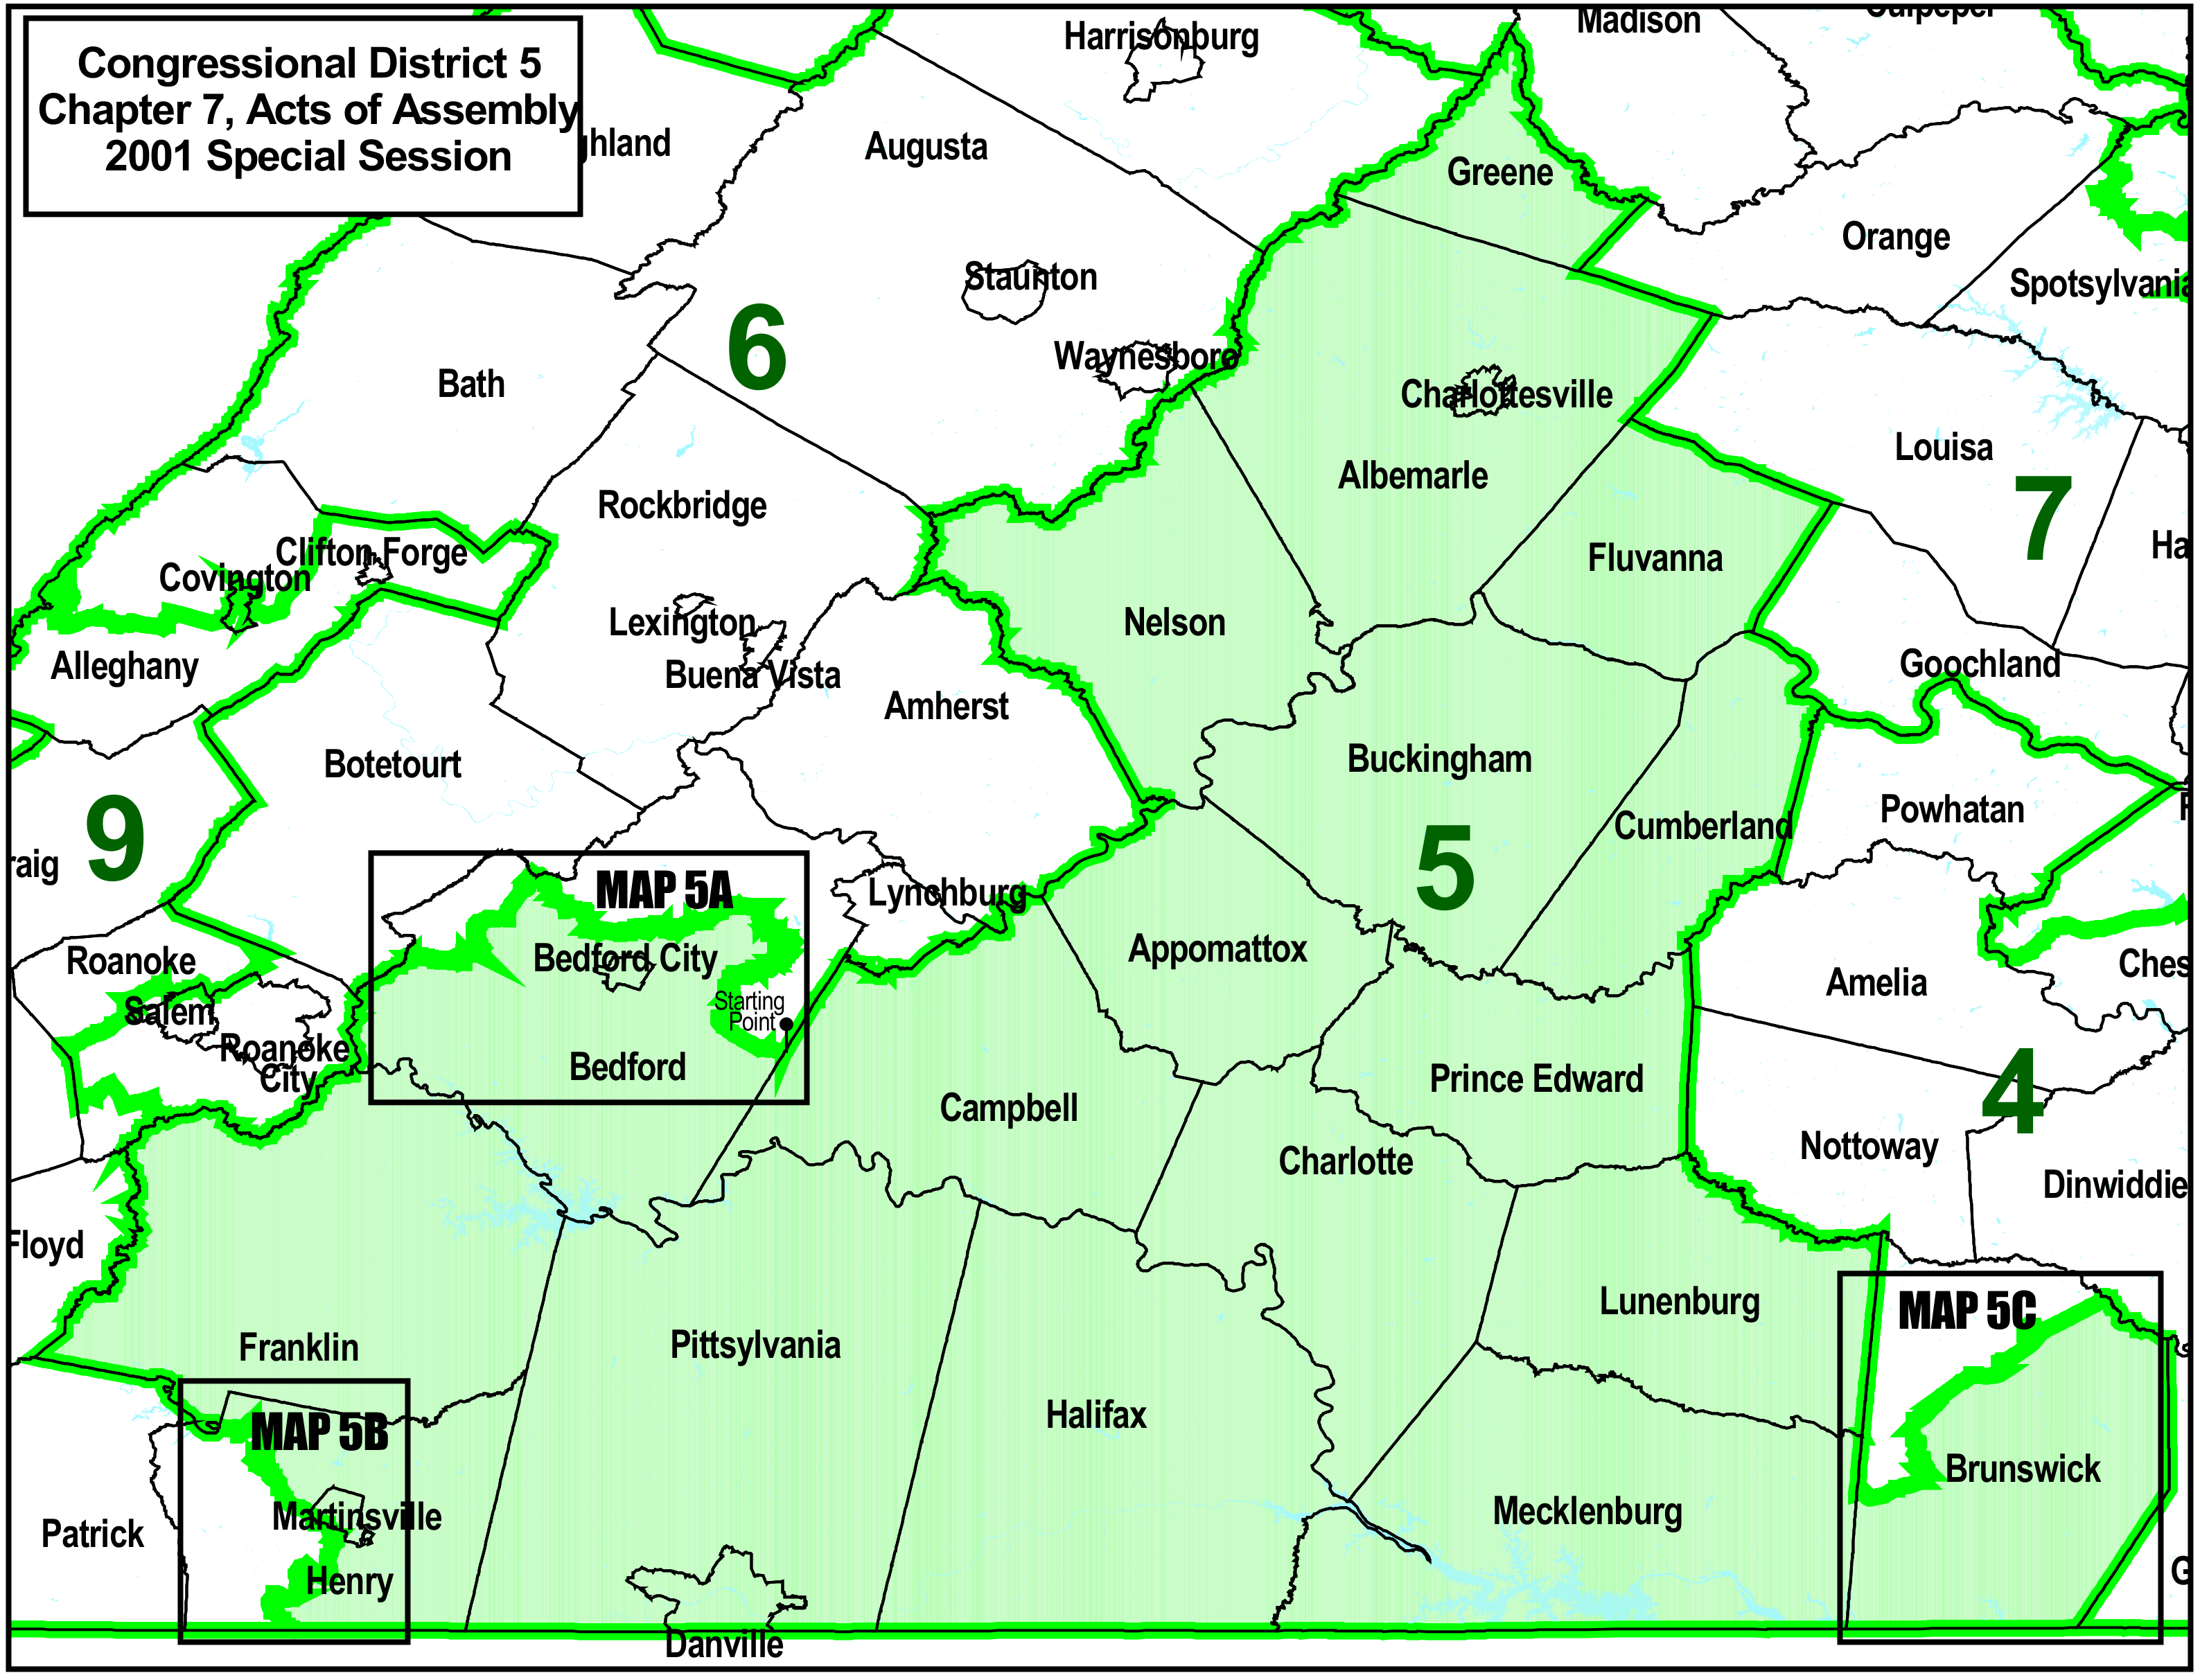 Congressional District 5
Chapter 7, Acts of Assembly
2001 Special Session
ghland
Harrisonburg
Madison
Augusta
Greene
Orange
Staunton
Spotsylvania
6
Waynesboro
Bath
Charlottesville
Louisa
Albemarle
Rockbridge
7
Ha
Clifton Forge
Fluvanna
Covington
Lexington
Nelson
Alleghany
Goochland
Buena Vista
Amherst
Botetourt
Buckingham
Powhatan
9
Cumberland
raig
5
MAP 5A
Lynchburg
Appomattox
Roanoke
Bedford City
Ches
Amelia
Salem
Starting
Point
Roanoke
City
Bedford
Prince Edward
4
Campbell
Nottoway
Charlotte
Dinwiddie
Floyd
Lunenburg
MAP 5C
Franklin
Pittsylvania
Halifax
MAP 5B
Brunswick
Martinsville
Mecklenburg
Patrick
Henry
G
Danville